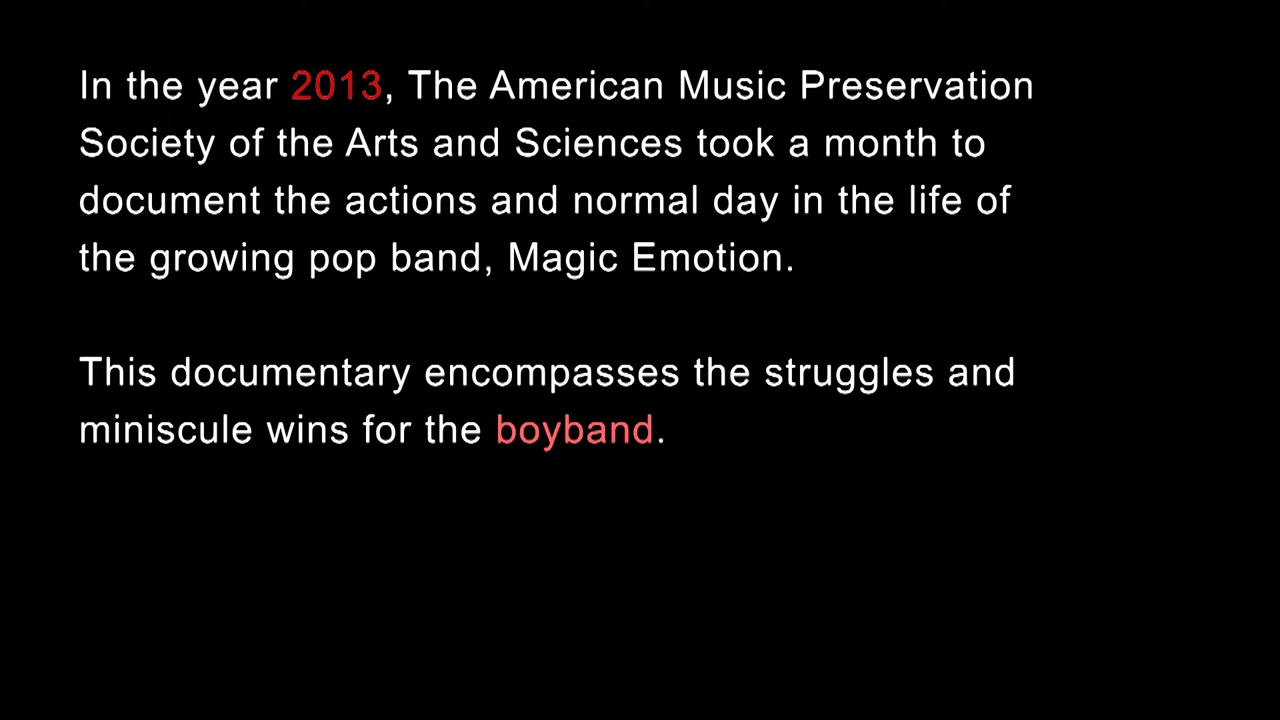 In the year 2013, The American Music Preservation
Society of the Arts and Sciences took a month to
document the actions and normal day in the life of
the growing pop band, Magic Emotion.
This documentary encompasses the struggles and
miniscule wins for the boyband.